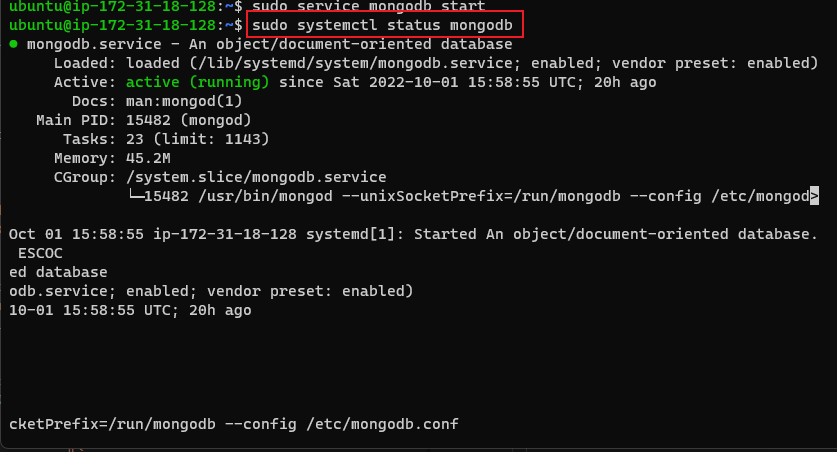 ubuntu@ip-172-31-18-128:~$ sudo service mongodb start
ubuntu@ip-172-31-18-128:~$ sudo systemctl status mongodb
● mongodb.service - An object/document-oriented database
     Loaded: loaded (/lib/systemd/system/mongodb.service; enabled; vendor preset: enabled)
     Active: active (running) since Sat 2022-10-01 15:58:55 UTC; 20h ago
       Docs: man:mongod(1)
   Main PID: 15482 (mongod)
      Tasks: 23 (limit: 1143)
     Memory: 45.2M
     CGroup: /system.slice/mongodb.service
             └─15482 /usr/bin/mongod --unixSocketPrefix=/run/mongodb --config /etc/mongod>
Oct 01 15:58:55 ip-172-31-18-128 systemd[1]: Started An object/document-oriented database.
 ESCOC
ed database
odb.service; enabled; vendor preset: enabled)
10-01 15:58:55 UTC; 20h ago
cketPrefix=/run/mongodb --config /etc/mongodb.conf